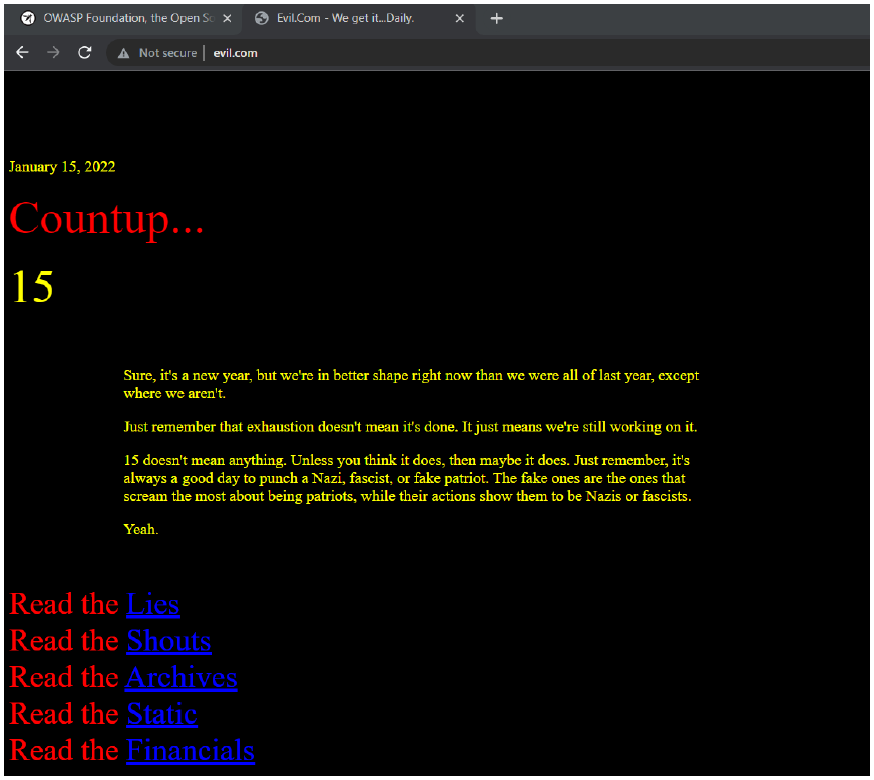 OWASP Foundation, the Open So
Evil.Com - We get it...Daily.
Not secure | evil.com
January 15, 2022
Countup...
15
Sure, it's a new year, but we're in better shape right now than we were all of last year, except
where we aren't.
Just remember that exhaustion doesn't mean it's done. It just means we're still working on it.
15 doesn't mean anything. Unless you think it does, then maybe it does. Just remember, it's
always a good day to punch a Nazi, fascist, or fake patriot. The fake ones are the ones that
scream the most about being patriots, while their actions show them to be Nazis or fascists.
Yeah.
Read the Lies
Read the Shouts
Read the Archives
Read the Static
Read the Financials